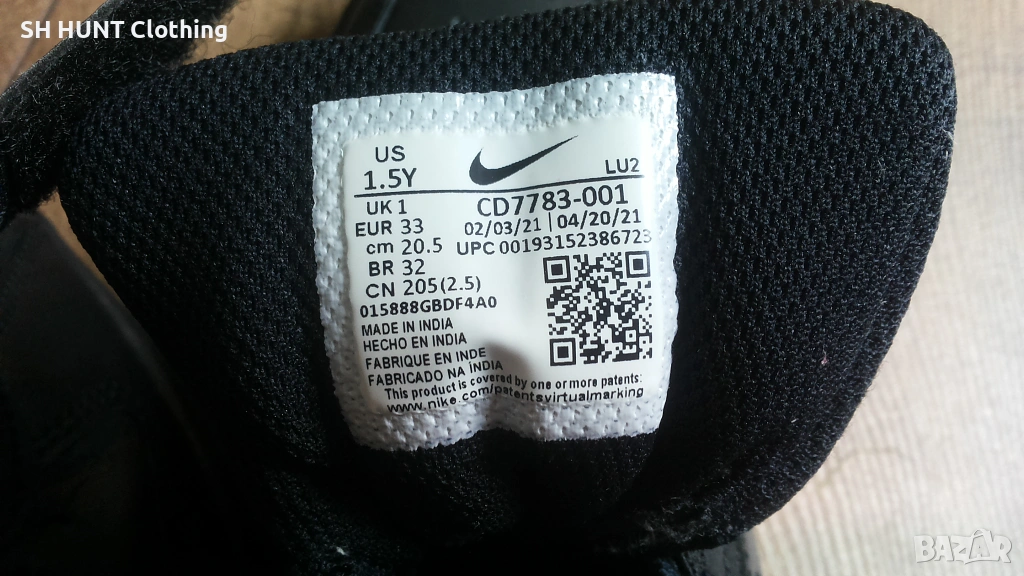 SH HUNT Clothing
US
1.5Y
LU2
UK 1
CD7783-001
EUR 33
02/03/21 | 04/20/21
cm 20.5
UPC 00193152386723
BR 32
CN 205(2.5)
015888GBDF4A0
MADE IN INDIA
HECHO EN INDIA
FABRIQUE EN INDE
FABRICADO NA INDIA
This product is covered by one or more patents:
www.nike.com/patentsvirtualmarking
BAZAR